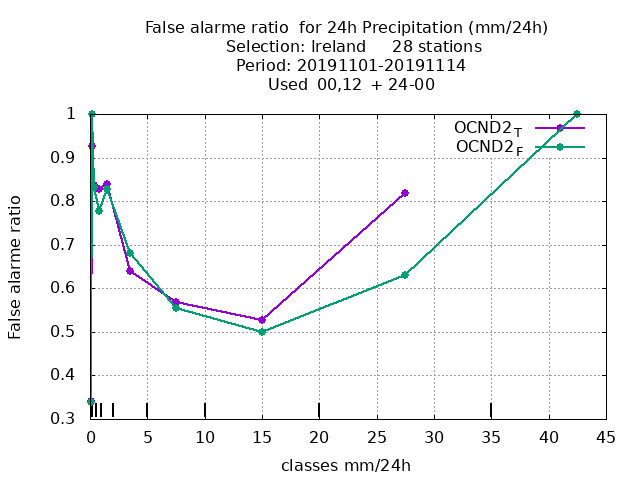 False alarme ratio  for 24h Precipitation (mm/24h)
Selection: Ireland     28 stations
Period: 20191101-20191114
Used  00,12  + 24-00
OCND2T
OCND2F
False alarme ratio
1
0.9
0.8
0.7
0.6
0.5
0.4
0.3
0 5 10 15 20 25 30 35 40 45
classes mm/24h